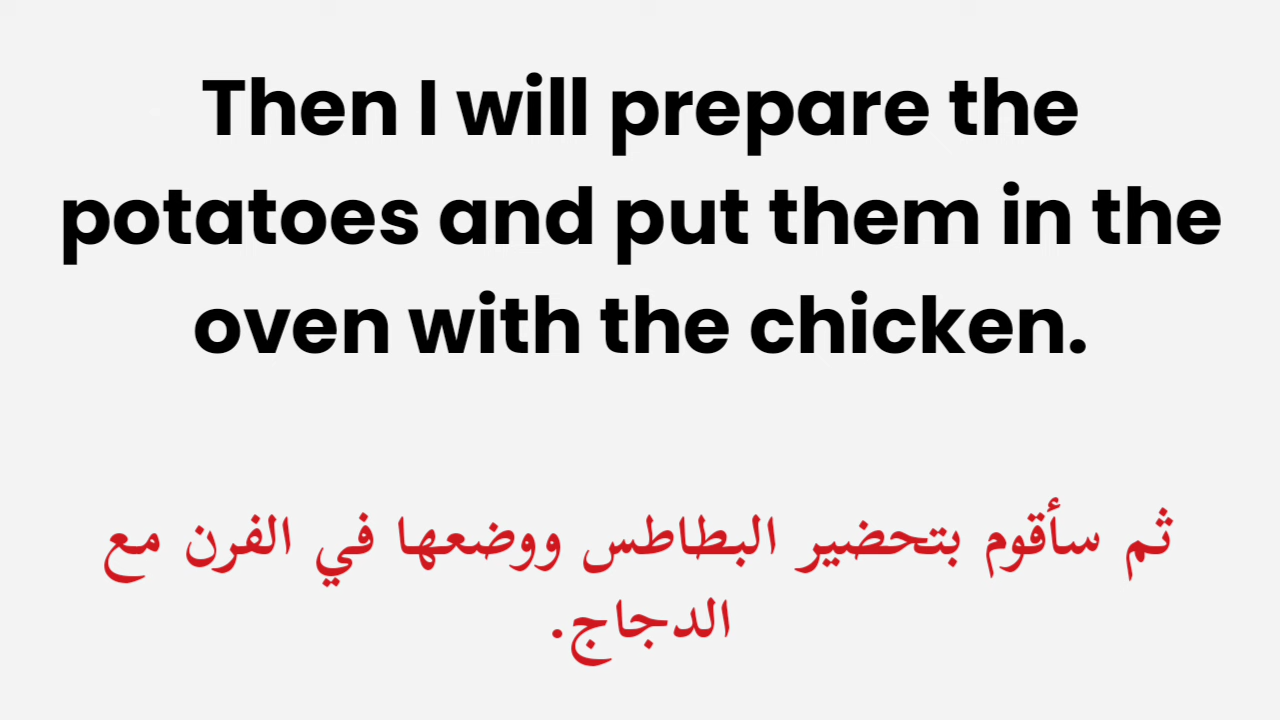 Then I will prepare the
potatoes and put them in the
oven with the chicken.
ثم سأقوم بتحضير البطاطس ووضعها في الفرن مع
الدجاج.